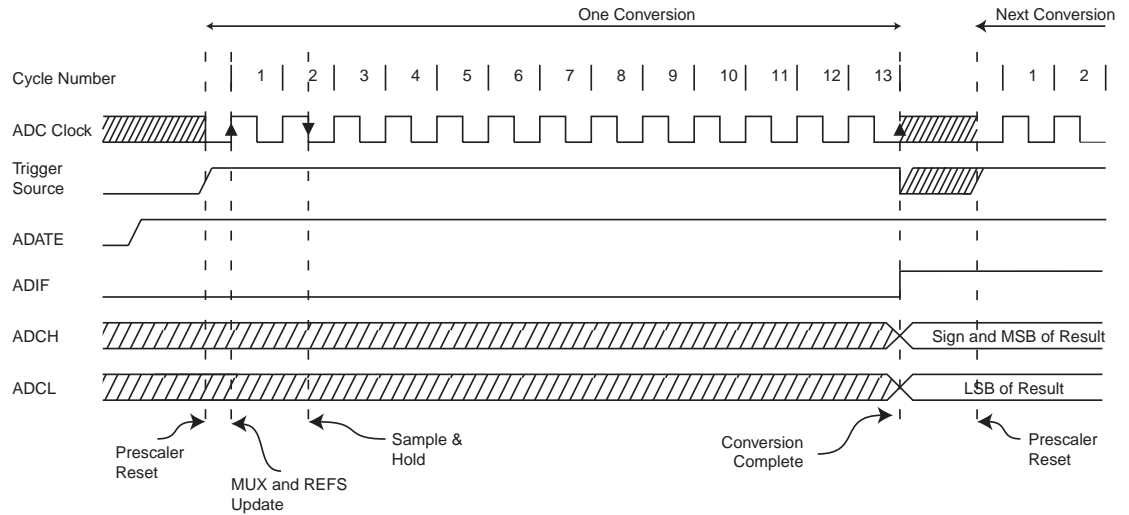 One Conversion
Next Conversion
Cycle Number
1 2 3 4 5 6 7 8 9 10 11 12 13 1 2
ADC Clock
Trigger
Source
ADATE
ADIF
ADCH
Sign and MSB of Result
ADCL
LSB of Result
Prescaler
Reset
MUX and REFS
Update
Sample &
Hold
Conversion
Complete
Prescaler
Reset